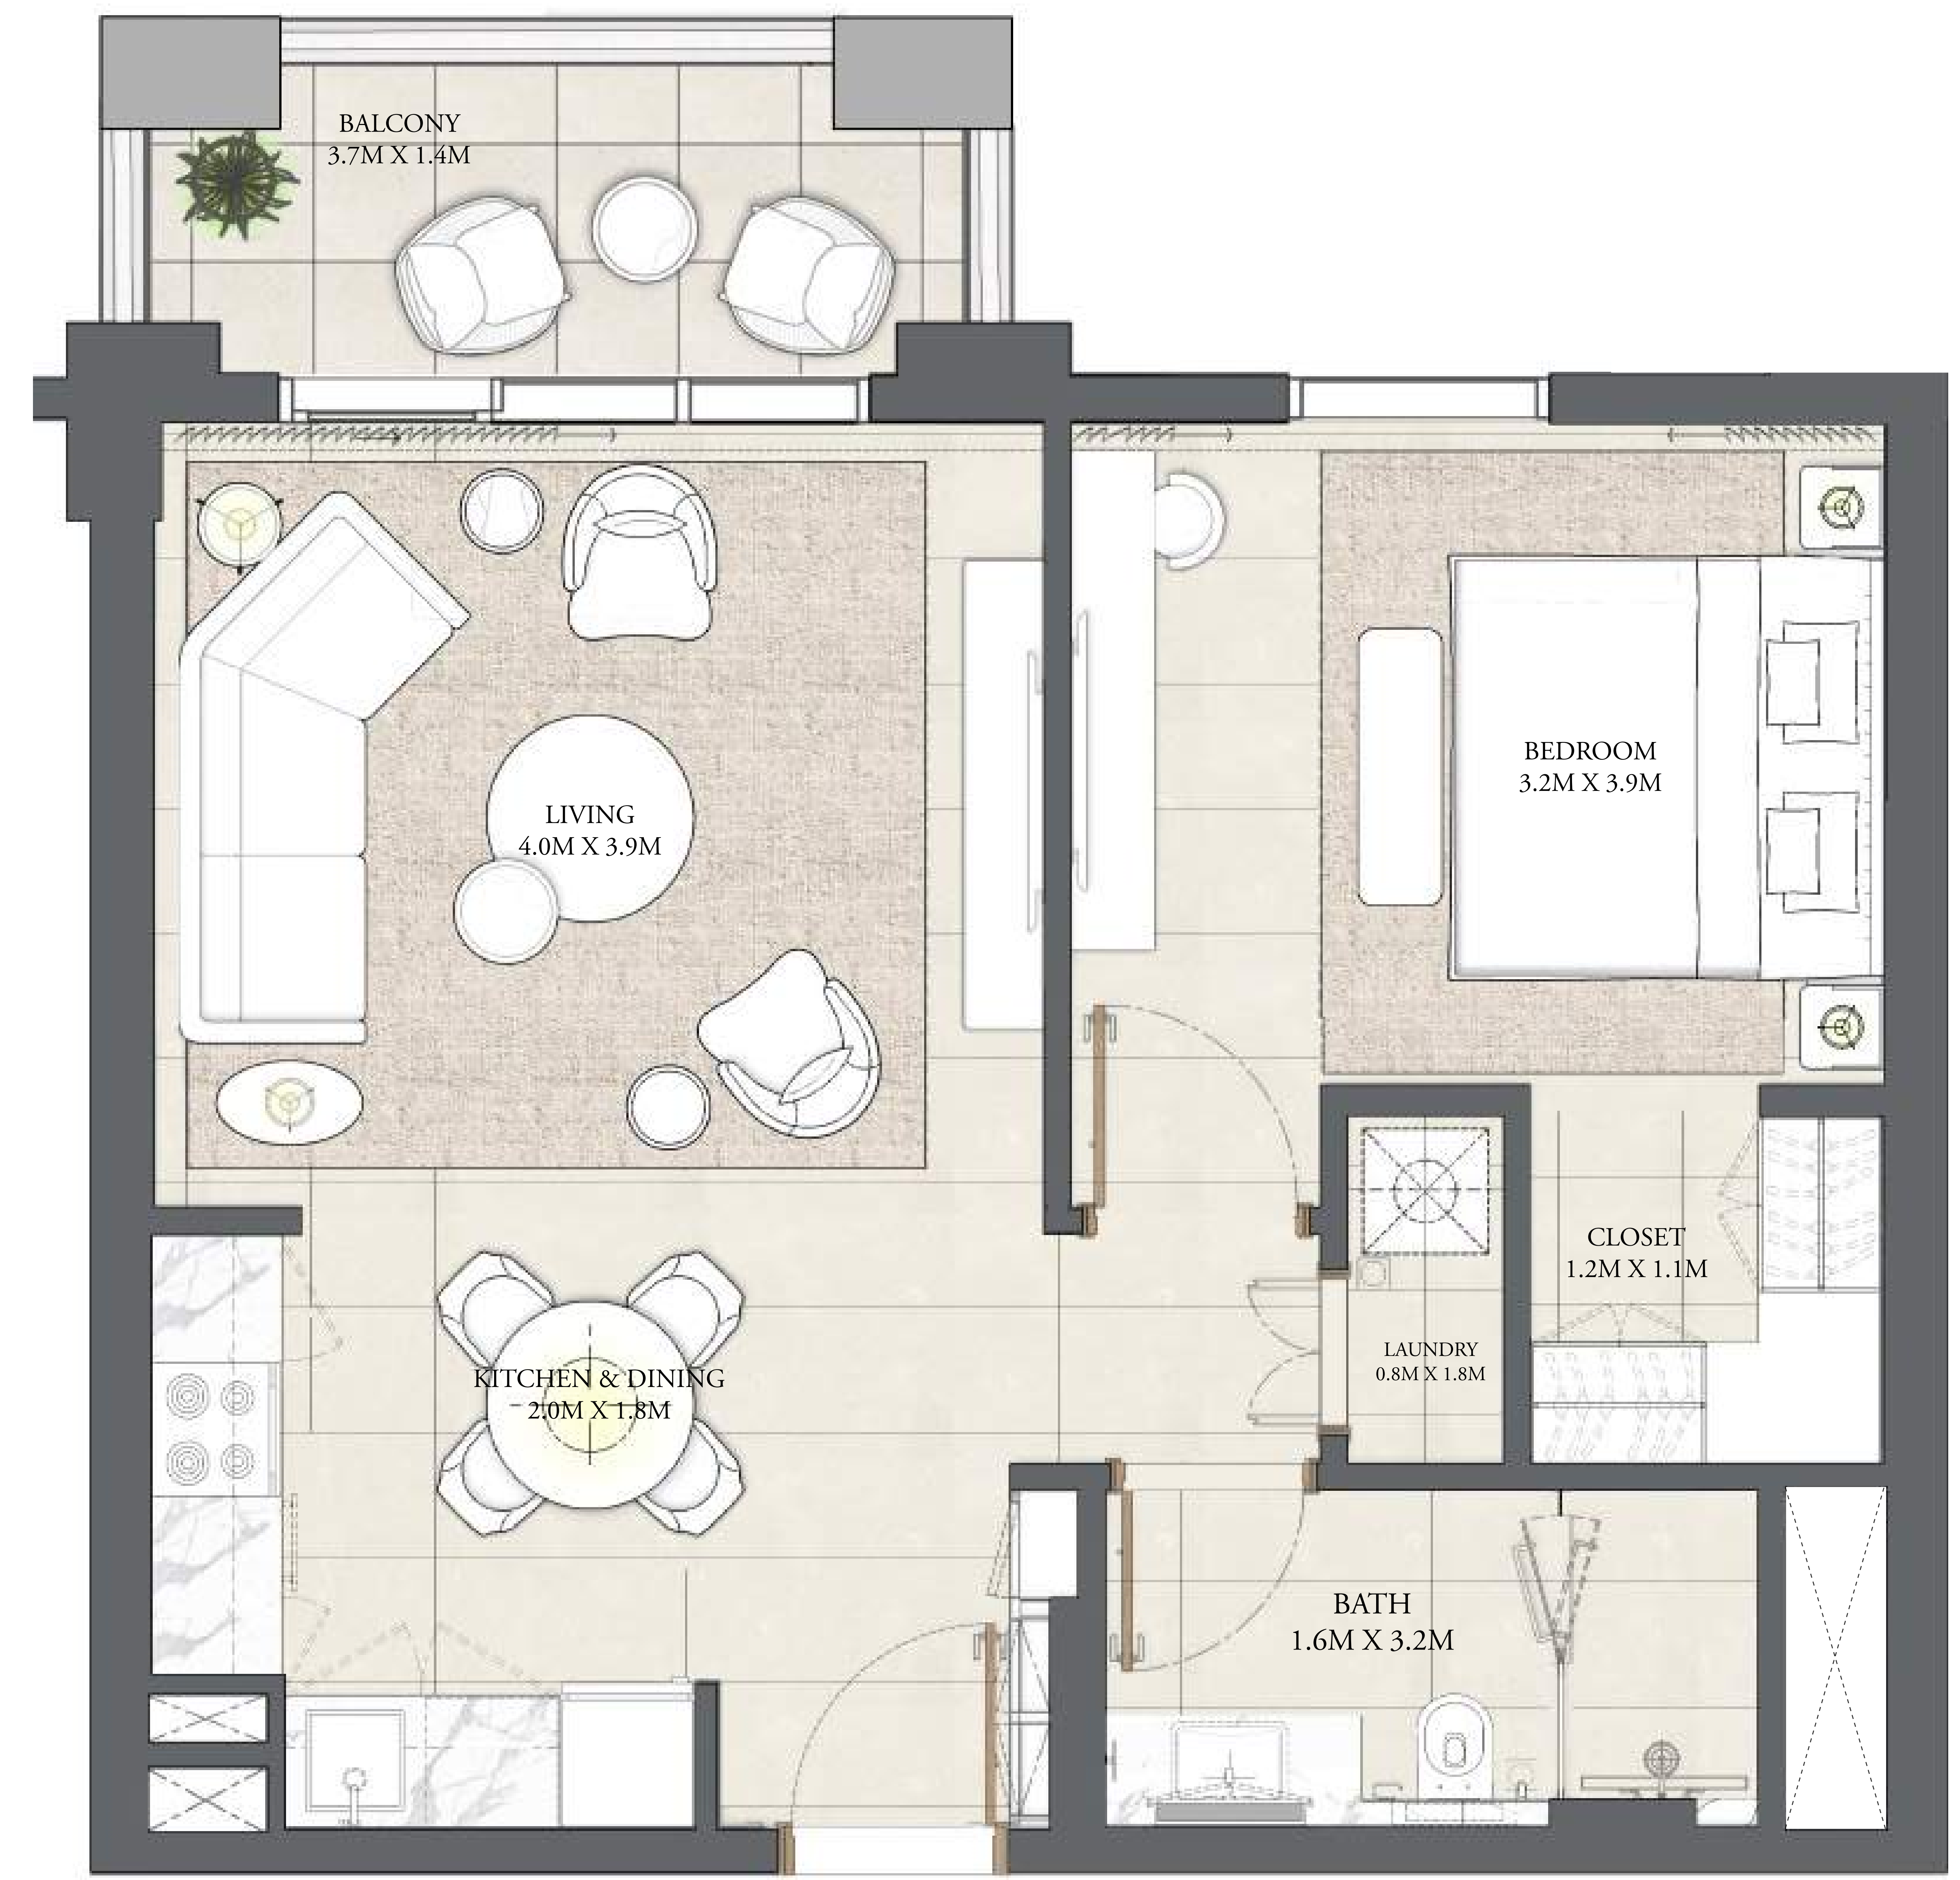 BALCONY
3.7M X 1.4M
LIVING
4.0M X 3.9M
BEDROOM
3.2M X 3.9M
CLOSET
1.2M X 1.1M
LAUNDRY
0.8M X 1.8M
KITCHEN & DINING
2.0M X 1.8M
BATH
1.6M X 3.2M